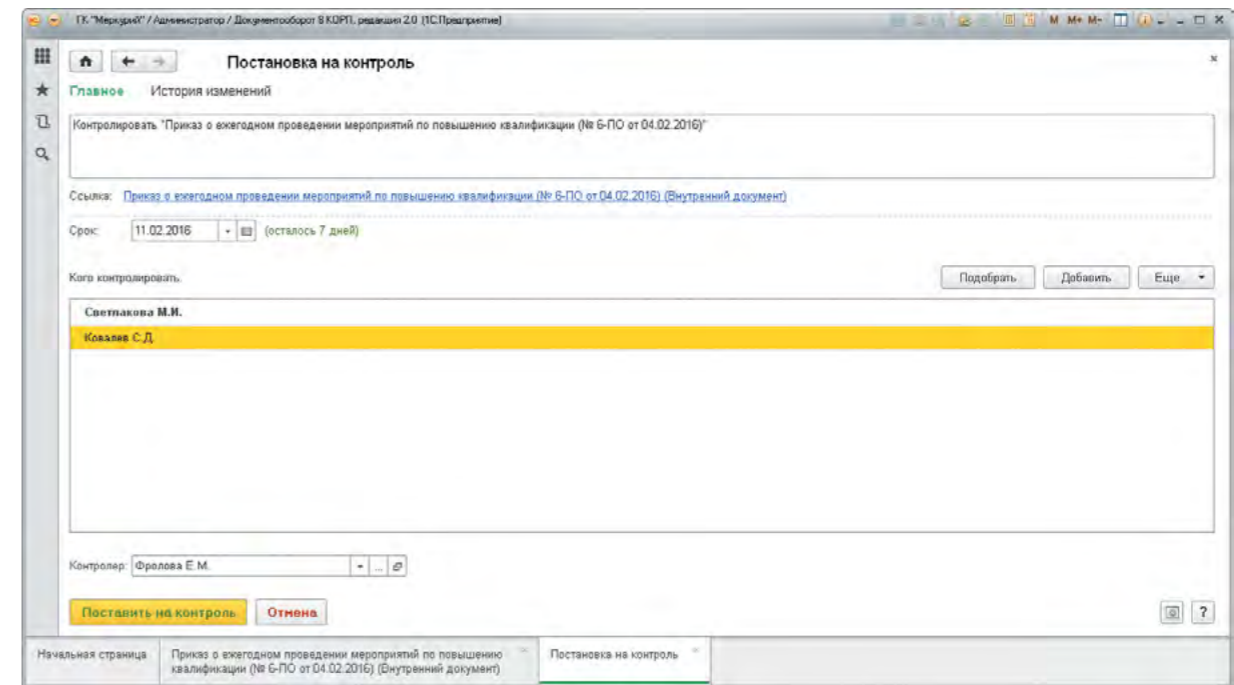 ГК "Меркурий" / Администратор / Документооборот 8 КОРП, редакция 2.0 (1С:Предприятие)
M M+ M-
Постановка на контроль
Главное История изменений
Контролировать "Приказ о ежегодном проведении мероприятий по повышению квалификации (№ 6-ПО от 04.02.2016)"
Ссылка: Приказ о ежегодном проведении мероприятий по повышению квалификации (№ 6-ПО от 04.02.2016) (Внутренний документ)
Срок: 11.02.2016 (осталось 7 дней)
Кого контролировать: Подобрать Добавить Еще
Светлакова М.И.
Ковалев С.Д.
Контролер: Фролова Е.М. ...
Поставить на контроль Отмена ?
Начальная страница Приказ о ежегодном проведении мероприятий по повышению Постановка на контроль
квалификации (№ 6-ПО от 04.02.2016) (Внутренний документ)